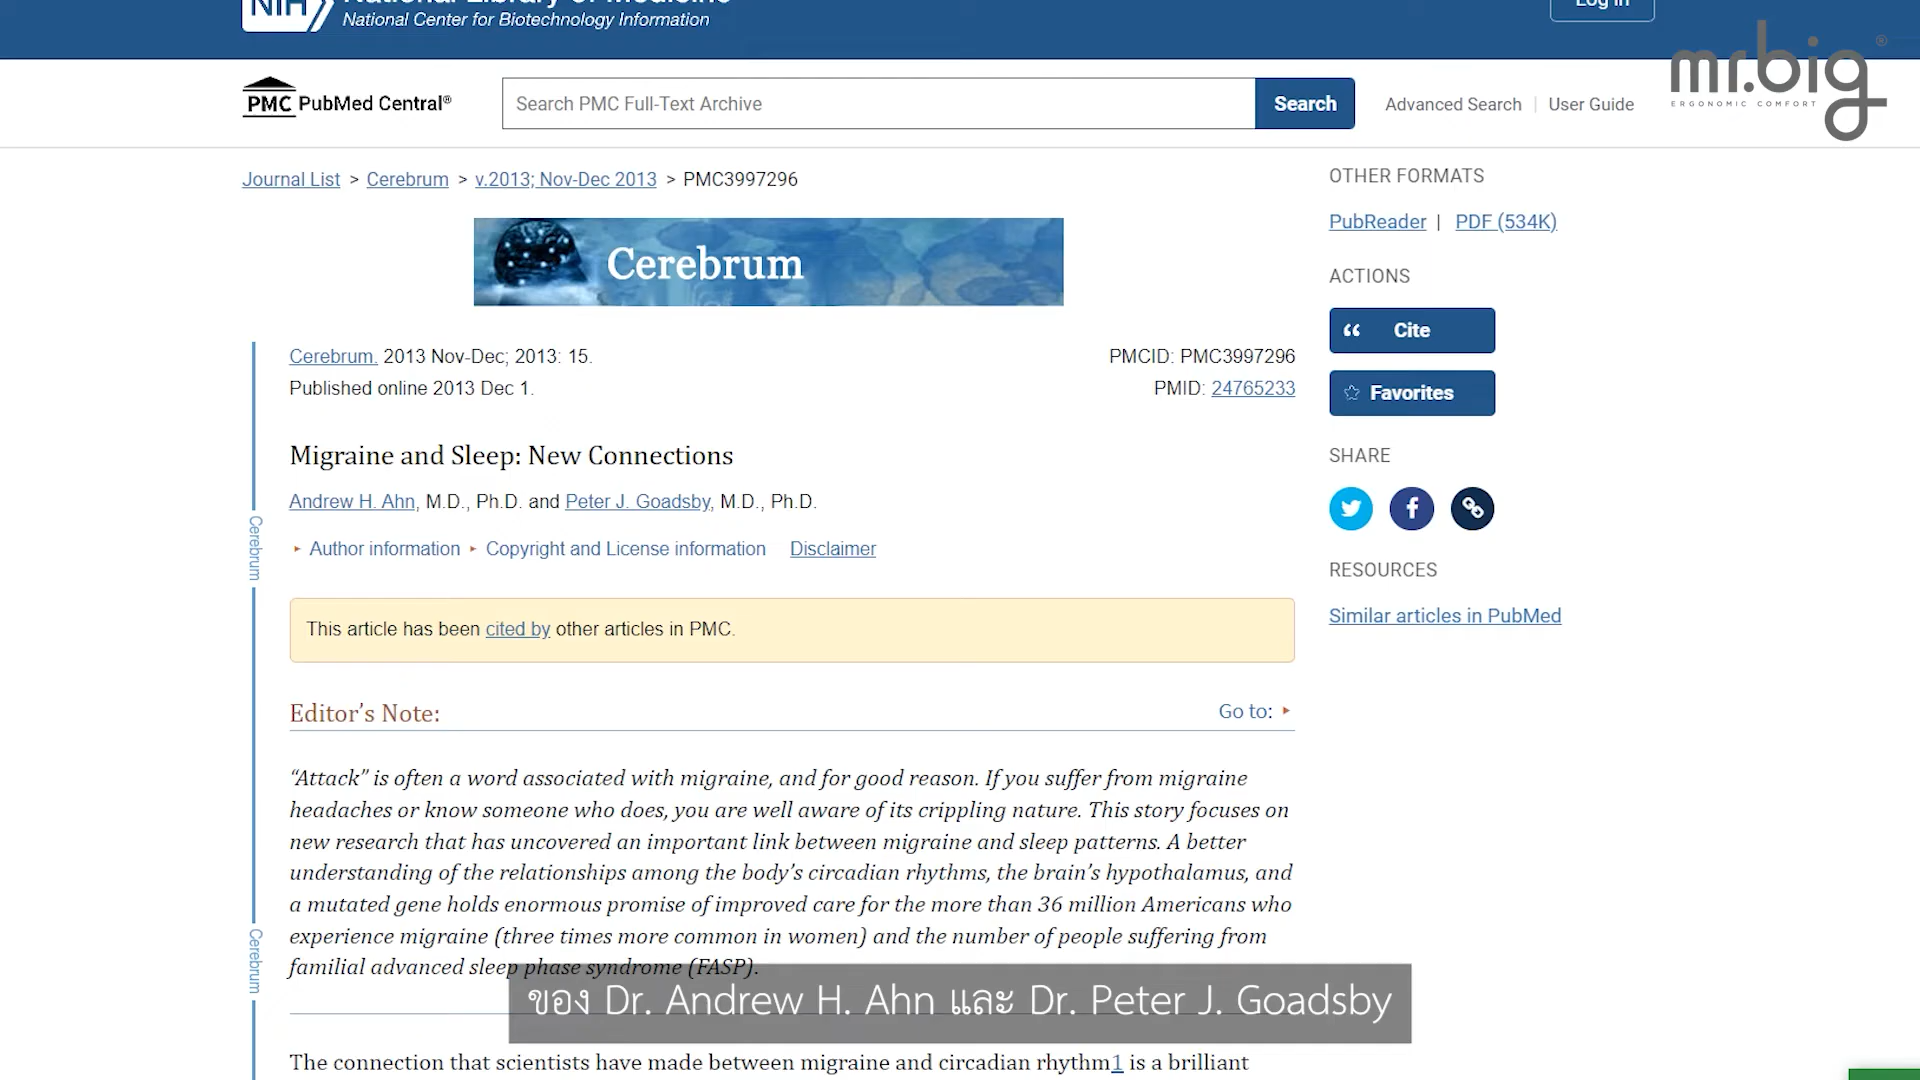 NIH National Library of Medicine
National Center for Biotechnology Information
Log in
mr.big®
ERGONOMIC COMFORT
PMC PubMed Central®
Search PMC Full-Text Archive
Search
Advanced Search
User Guide
Journal List > Cerebrum > v.2013; Nov-Dec 2013 > PMC3997296
Cerebrum
Cerebrum. 2013 Nov-Dec; 2013: 15.
PMCID: PMC3997296
Published online 2013 Dec 1.
PMID: 24765233
Migraine and Sleep: New Connections
Andrew H. Ahn, M.D., Ph.D. and Peter J. Goadsby, M.D., Ph.D.
Author information
Copyright and License information
Disclaimer
This article has been cited by other articles in PMC.
Editor's Note:
Go to:
“Attack” is often a word associated with migraine, and for good reason. If you suffer from migraine
headaches or know someone who does, you are well aware of its crippling nature. This story focuses on
new research that has uncovered an important link between migraine and sleep patterns. A better
understanding of the relationships among the body’s circadian rhythms, the brain’s hypothalamus, and
a mutated gene holds enormous promise of improved care for the more than 36 million Americans who
experience migraine (three times more common in women) and the number of people suffering from
familial advanced sleep phase syndrome (FASP).
ของ Dr. Andrew H. Ahn และ Dr. Peter J. Goadsby
The connection that scientists have made between migraine and circadian rhythm1 is a brilliant
Cerebrum
Cerebrum
OTHER FORMATS
PubReader | PDF (534K)
ACTIONS
Cite
Favorites
SHARE
RESOURCES
Similar articles in PubMed